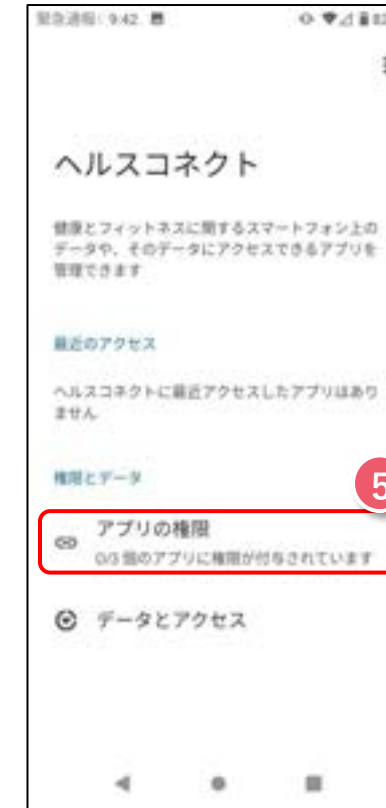 緊急通報: 9:42
82
ヘルスコネクト
健康とフィットネスに関するスマートフォン上の
データや、そのデータにアクセスできるアプリを
管理できます
最近のアクセス
ヘルスコネクトに最近アクセスしたアプリはあり
ません
権限とデータ
5
アプリの権限
0/3 個のアプリに権限が付与されています
データとアクセス